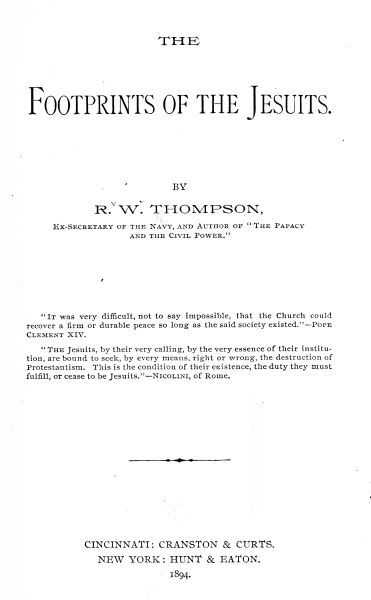 THE
FOOTPRINTS OF THE JESUITS.
BY
R. W. THOMPSON,
EX-SECRETARY OF THE NAVY, AND AUTHOR OF "THE PAPACY
AND THE CIVIL POWER."
"IT was very difficult, not to say impossible, that the Church could
recover a firm or durable peace so long as the said society existed."—POPE
CLEMENT XIV.
"THE Jesuits, by their very calling, by the very essence of their institu-
tion, are bound to seek, by every means, right or wrong, the destruction of
Protestantism. This is the condition of their existence, the duty they must
fulfill, or cease to be Jesuits."—NICOLINI, of Rome.
CINCINNATI: CRANSTON & CURTS.
NEW YORK: HUNT & EATON.
1894.